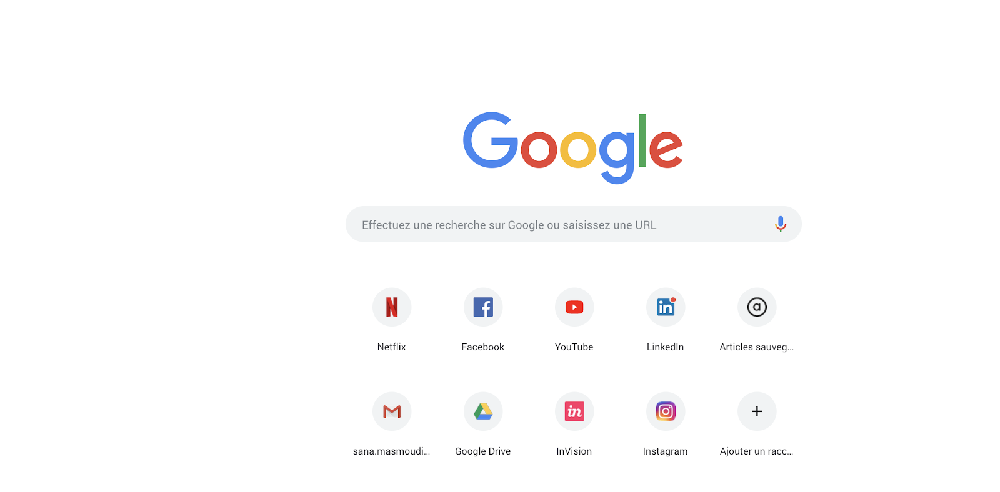 Google
Effectuez une recherche sur Google ou saisissez une URL
Netflix
Facebook
YouTube
LinkedIn
Articles sauveg...
sana.masmoudi...
Google Drive
InVision
Instagram
Ajouter un racc...